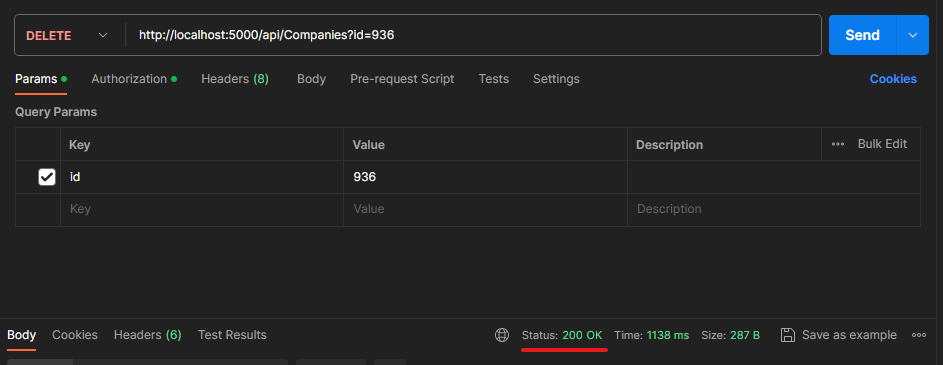 DELETE http://localhost:5000/api/Companies?id=936 Send
Params Authorization Headers (8) Body Pre-request Script Tests Settings Cookies
Query Params
Key Value Description ••• Bulk Edit
id 936
Key Value Description
Body Cookies Headers (6) Test Results Status: 200 OK Time: 1138 ms Size: 287 B Save as example